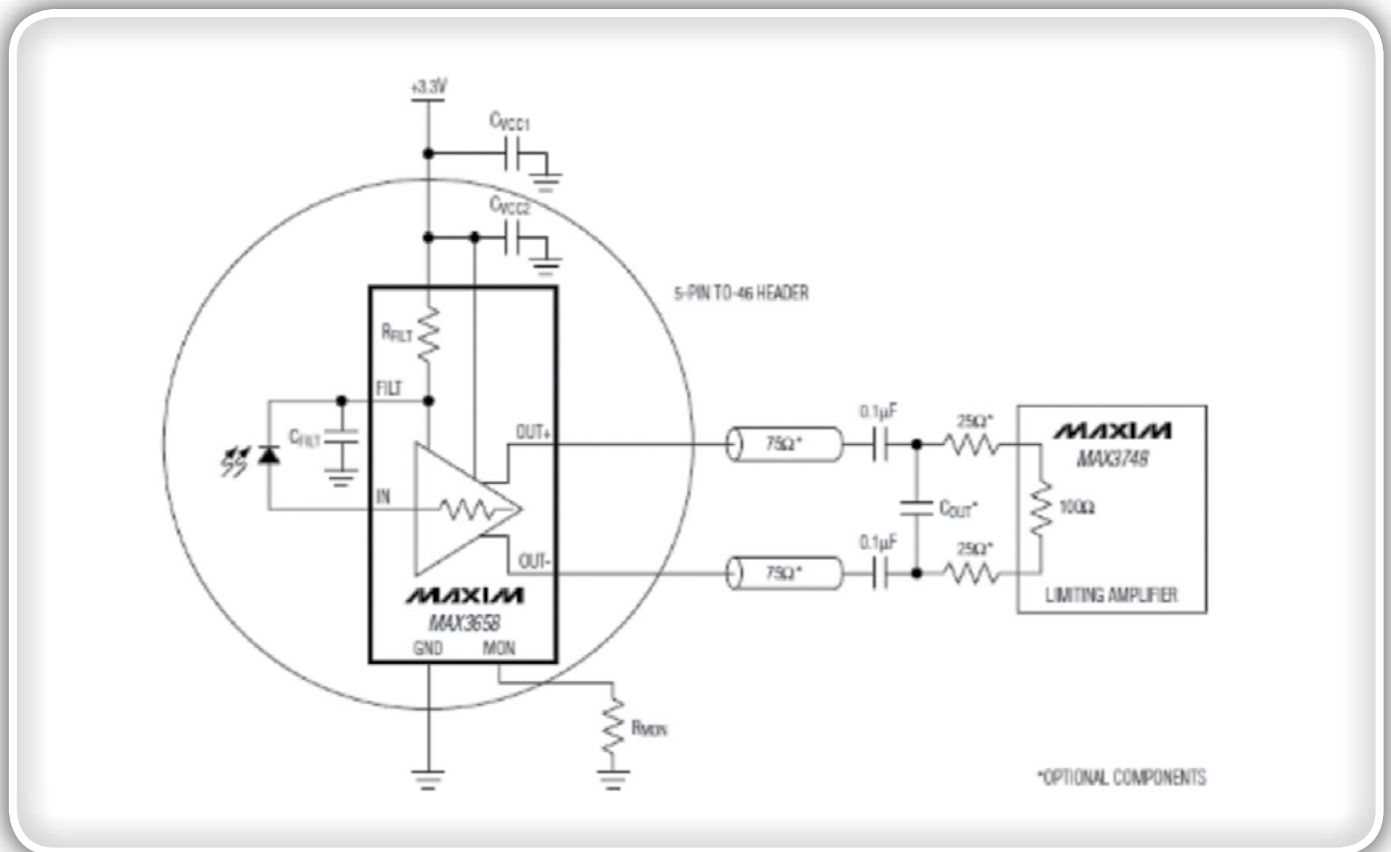 +3.3V
CVCC1
CVCC2
5-PIN TO-46 HEADER
RFILT
FILT
CFILT
OUT+
IN
OUT-
MAXIM
MAX3658
GND MON
RMON
75Ω*
0.1µF
25Ω*
COUT*
75Ω*
0.1µF
25Ω*
MAXIM
MAX3748
100Ω
LIMITING AMPLIFIER
*OPTIONAL COMPONENTS